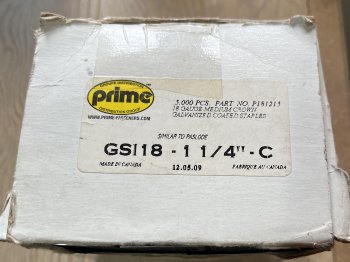 prime
WWW.PRIME-FASTENERS.COM
5,000 PCS. PART NO. P181215
18 GAUGE MEDIUM CROWN
GALVANIZED COATED STAPLES
SIMILAR TO PASLODE
GSI18 - 1 1/4" - C
MADE IN CANADA
12.05.09
FABRIQUE AU CANADA